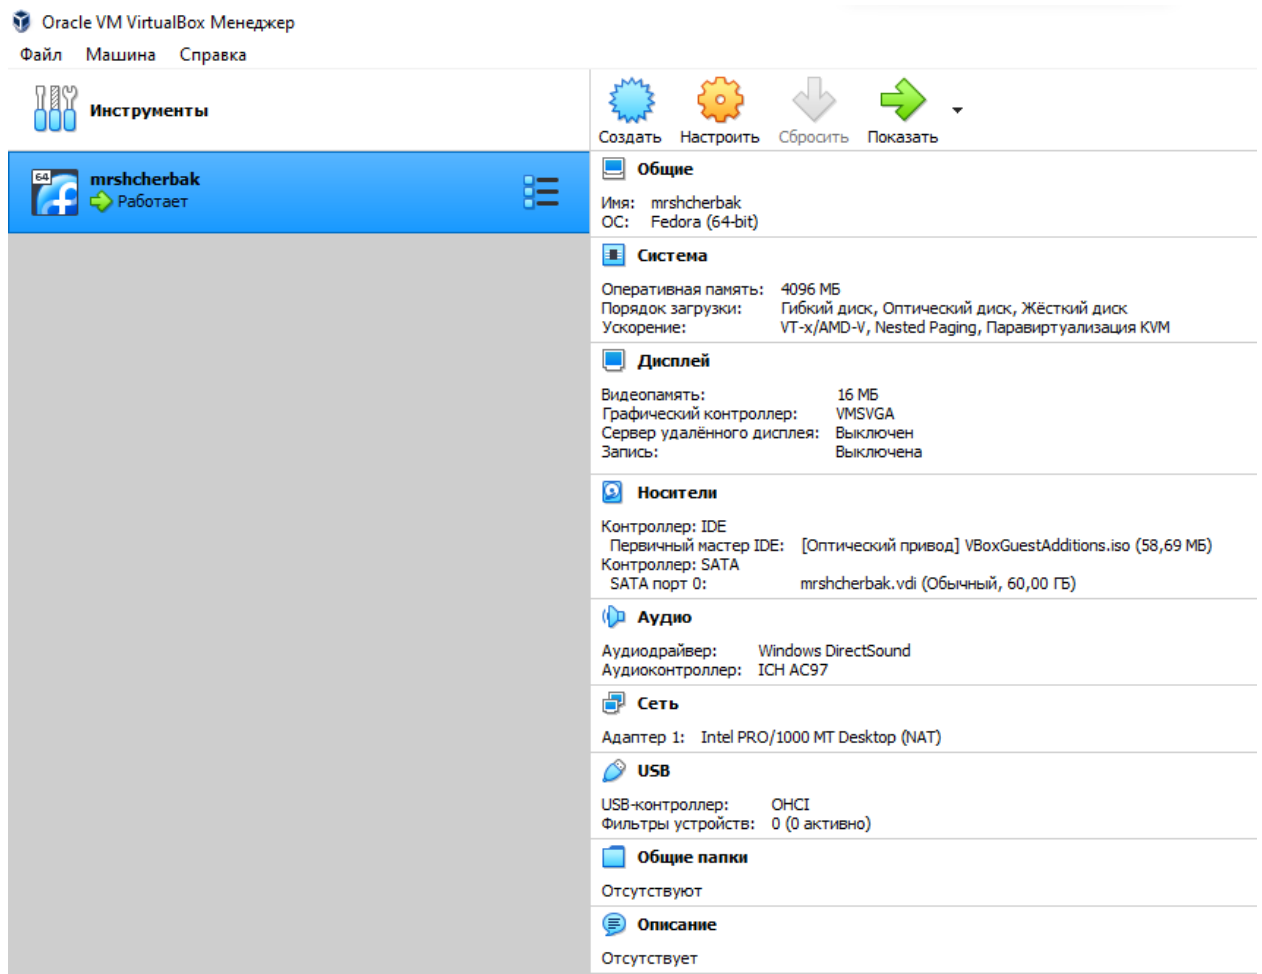 Oracle VM VirtualBox Менеджер
Файл Машина Справка
Инструменты
Создать Настроить Сбросить Показать
64
mrshcherbak
Работает
Общие
Имя: mrshcherbak
ОС: Fedora (64-bit)
Система
Оперативная память: 4096 МБ
Порядок загрузки: Гибкий диск, Оптический диск, Жёсткий диск
Ускорение: VT-x/AMD-V, Nested Paging, Паравиртуализация KVM
Дисплей
Видеопамять: 16 МБ
Графический контроллер: VMSVGA
Сервер удалённого дисплея: Выключен
Запись: Выключена
Носители
Контроллер: IDE
Первичный мастер IDE: [Оптический привод] VBoxGuestAdditions.iso (58,69 МБ)
Контроллер: SATA
SATA порт 0: mrshcherbak.vdi (Обычный, 60,00 ГБ)
Аудио
Аудиодрайвер: Windows DirectSound
Аудиоконтроллер: ICH AC97
Сеть
Адаптер 1: Intel PRO/1000 MT Desktop (NAT)
USB
USB-контроллер: OHCI
Фильтры устройств: 0 (0 активно)
Общие папки
Отсутствуют
Описание
Отсутствует